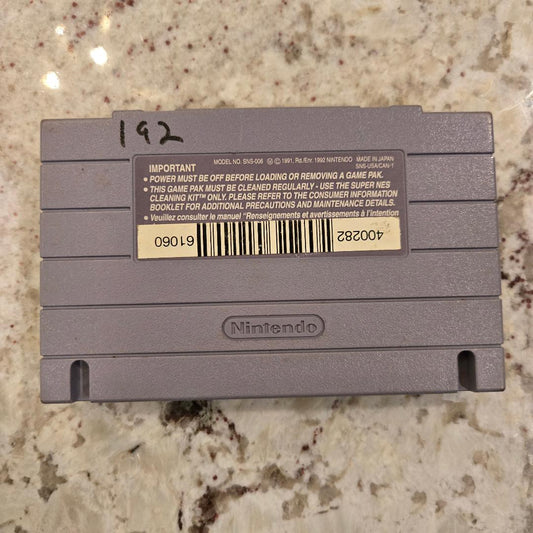 192
MODEL NO. SNS-006 Ⓜ © 1991, Rd./Enr. 1992 NINTENDO MADE IN JAPAN
SNS-USA/CAN-1
IMPORTANT
• POWER MUST BE OFF BEFORE LOADING OR REMOVING A GAME PAK.
• THIS GAME PAK MUST BE CLEANED REGULARLY - USE THE SUPER NES
CLEANING KIT™ ONLY. PLEASE REFER TO THE CONSUMER INFORMATION
BOOKLET FOR ADDITIONAL PRECAUTIONS AND MAINTENANCE DETAILS.
• Veuillez consulter le manuel "Renseignements et avertissements à l'intention
400282
61060
Nintendo